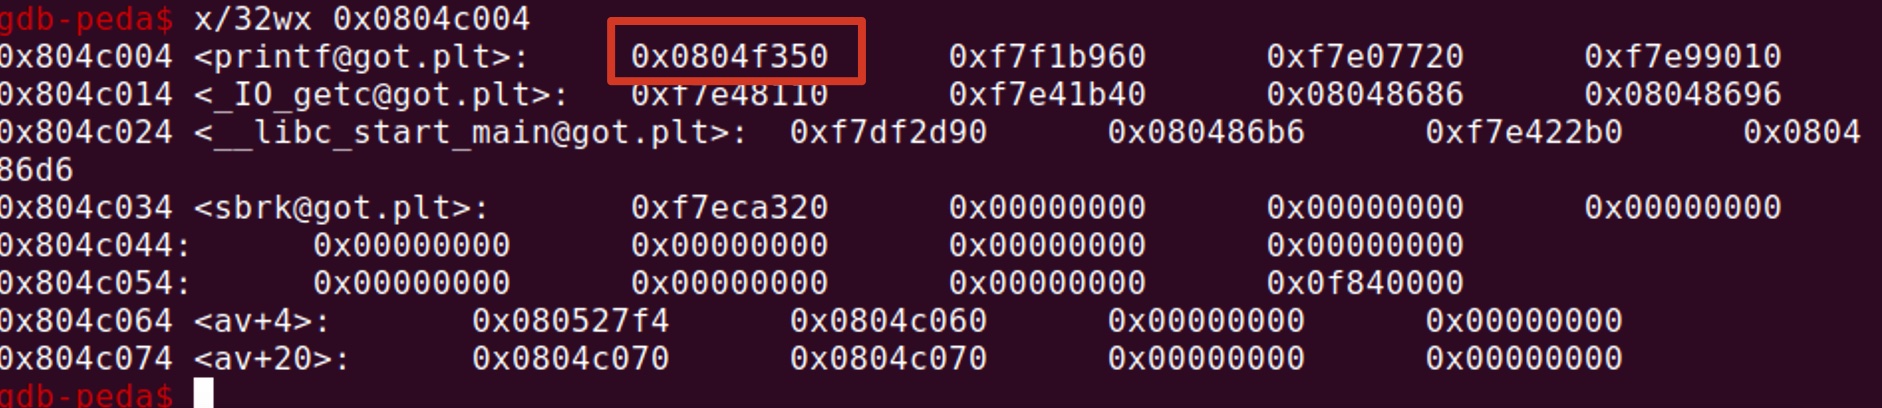 gdb-peda$ x/32wx 0x0804c004
0x804c004 <printf@got.plt>: 0x0804f350 0xf7f1b960 0xf7e07720 0xf7e99010
0x804c014 <_IO_getc@got.plt>: 0xf7e48110 0xf7e41b40 0x08048686 0x08048696
0x804c024 <__libc_start_main@got.plt>: 0xf7df2d90 0x080486b6 0xf7e422b0 0x0804
86d6
0x804c034 <sbrk@got.plt>: 0xf7eca320 0x00000000 0x00000000 0x00000000
0x804c044: 0x00000000 0x00000000 0x00000000 0x00000000
0x804c054: 0x00000000 0x00000000 0x00000000 0x0f840000
0x804c064 <av+4>: 0x080527f4 0x0804c060 0x00000000 0x00000000
0x804c074 <av+20>: 0x0804c070 0x0804c070 0x00000000 0x00000000
gdb-peda$